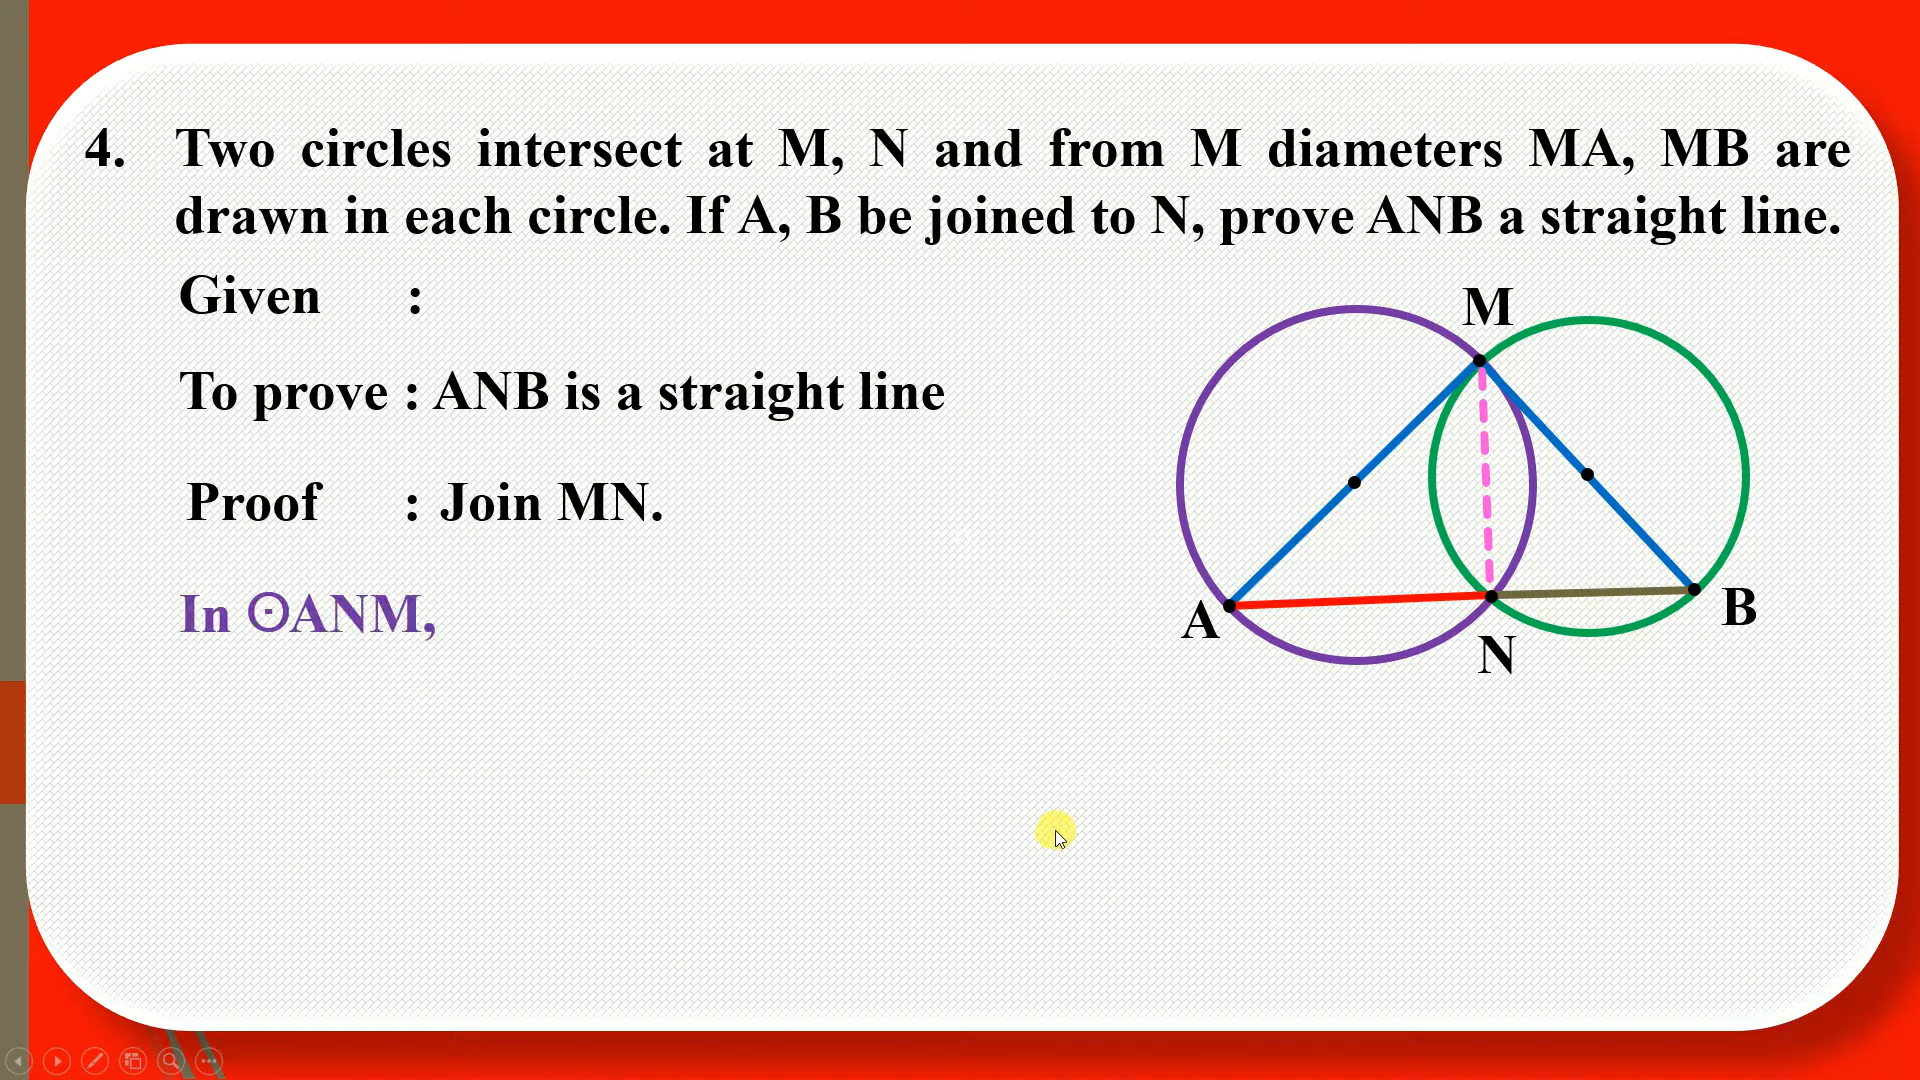 4. Two circles intersect at M, N and from M diameters MA, MB are
drawn in each circle. If A, B be joined to N, prove ANB a straight line.
Given :
To prove : ANB is a straight line
Proof : Join MN.
In ⊙ANM,
M
A
N
B